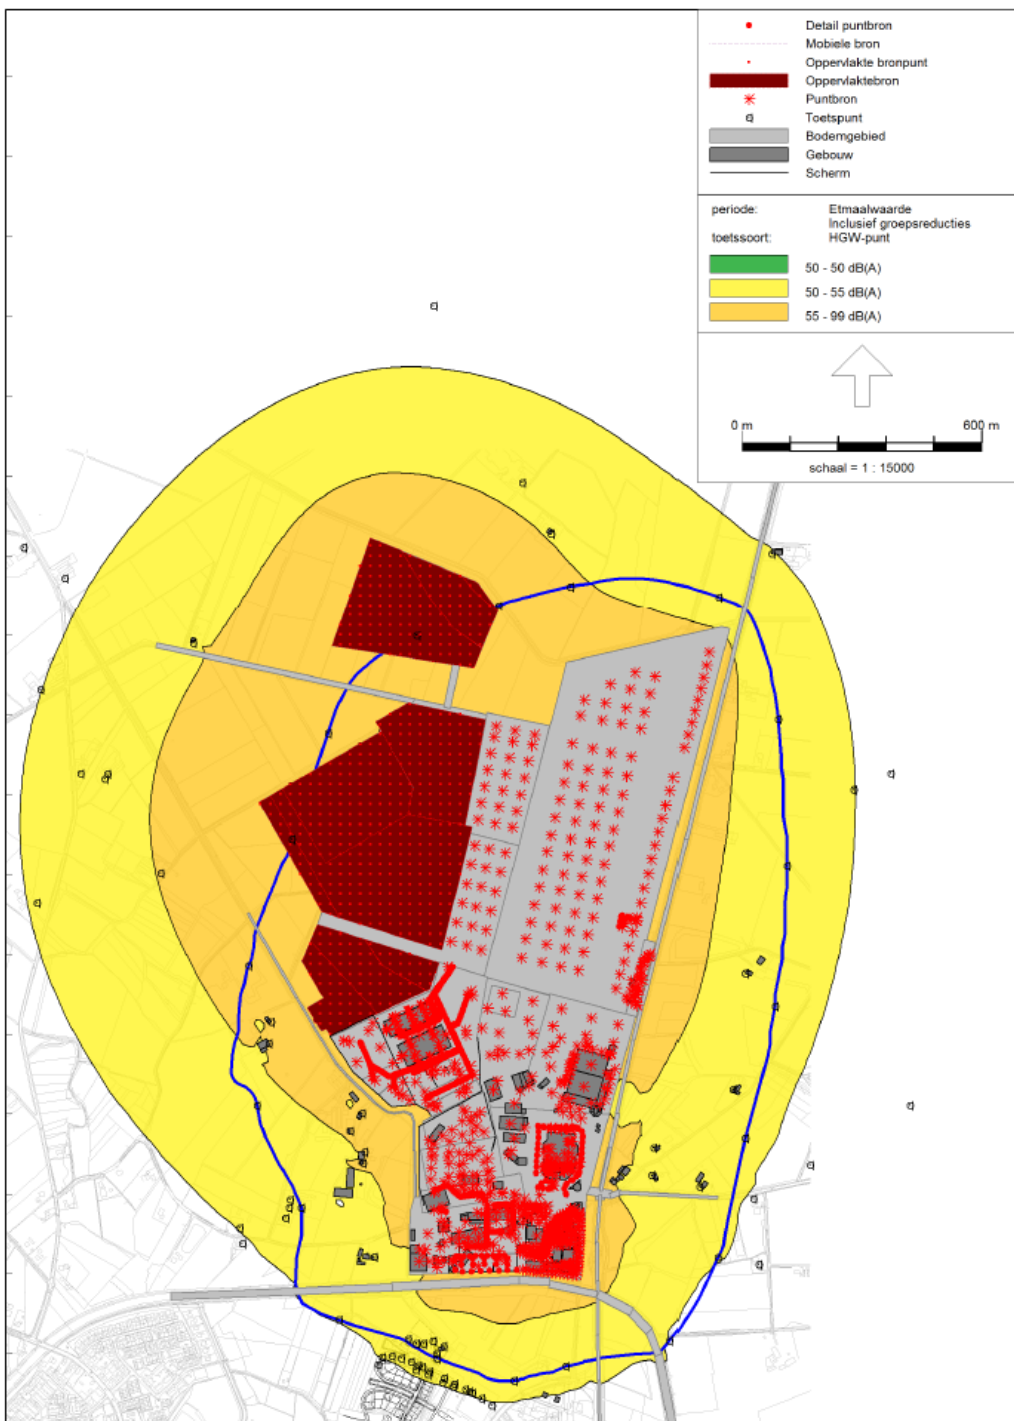 Detail puntbron
Mobiele bron
Oppervlakte bronpunt
Oppervlaktebron
Puntbron
Toetspunt
Bodemgebied
Gebouw
Scherm
periode: Etmaalwaarde
Inclusief groepsreducties
toetssoort: HGW-punt
50 - 50 dB(A)
50 - 55 dB(A)
55 - 99 dB(A)
0 m 600 m
schaal = 1 : 15000